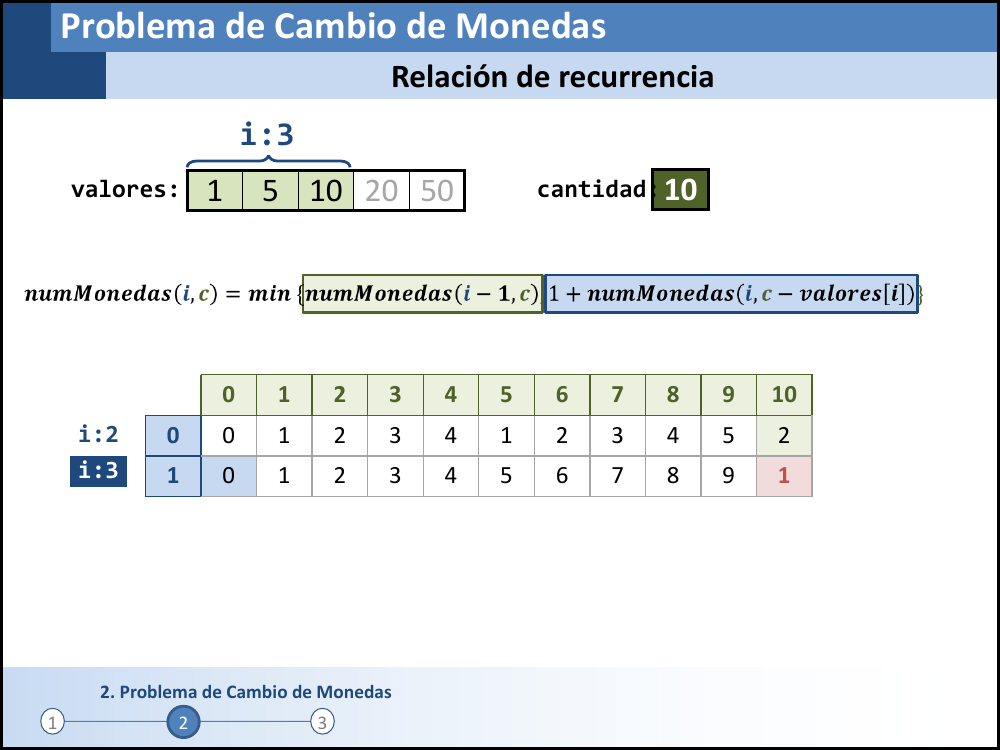 Problema de Cambio de Monedas
Relación de recurrencia
i:3
valores: 1 5 10 20 50 cantidad: 10
numMonedas(i, c) = min {numMonedas(i − 1, c), 1 + numMonedas(i, c − valores[i])}
0 1 2 3 4 5 6 7 8 9 10
i:2 0 0 1 2 3 4 1 2 3 4 5 2
i:3 1 0 1 2 3 4 5 6 7 8 9 1
2. Problema de Cambio de Monedas
1 2 3